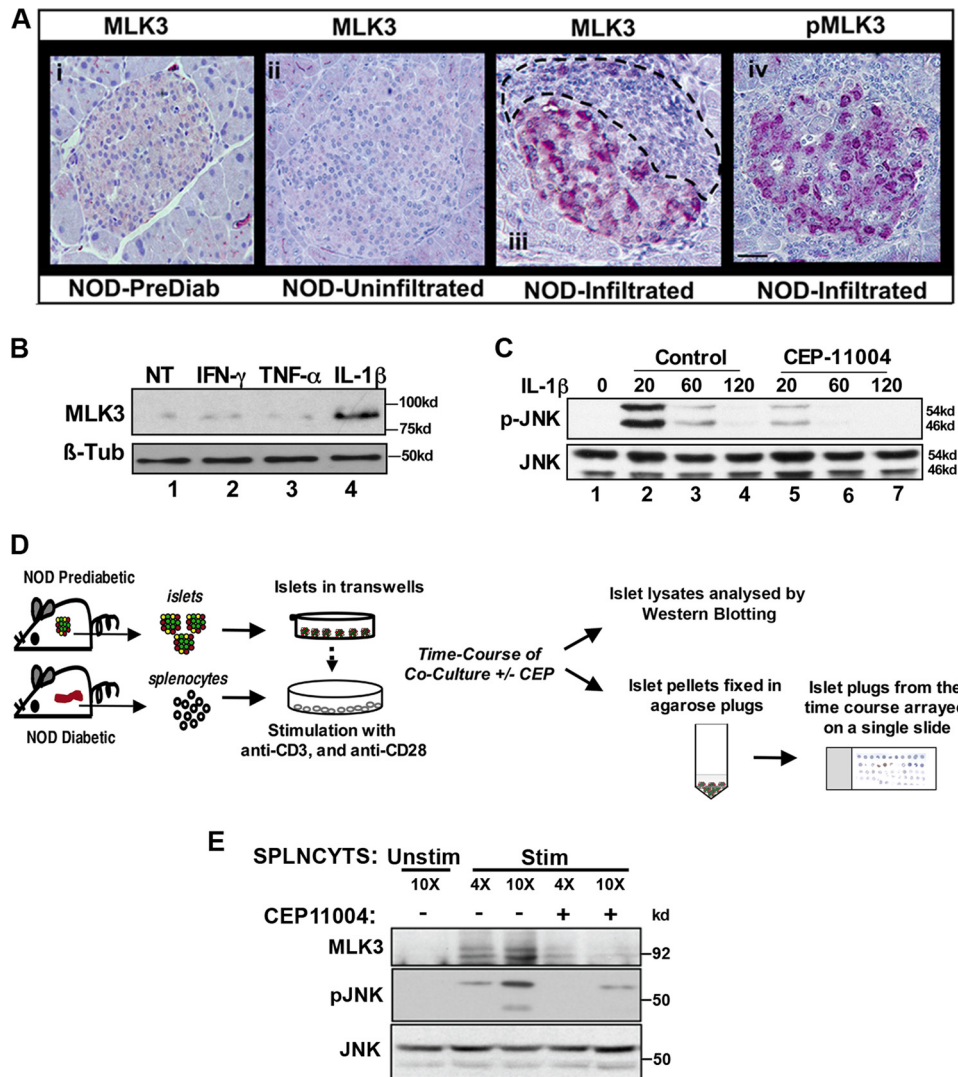 A
MLK3 MLK3 MLK3 pMLK3
i ii iii iv
NOD-PreDiab NOD-Uninfiltrated NOD-Infiltrated NOD-Infiltrated
B
NT IFN-γ TNF-α IL-1β
MLK3
100kd
75kd
ß-Tub
50kd
1 2 3 4
C
Control CEP-11004
IL-1β 0 20 60 120 20 60 120
p-JNK
54kd
46kd
JNK
54kd
46kd
1 2 3 4 5 6 7
D
NOD Prediabetic
islets
Islets in transwells
NOD Diabetic
splenocytes
Stimulation with
anti-CD3, and anti-CD28
Time-Course of
Co-Culture +/- CEP
Islet lysates analysed by
Western Blotting
Islet pellets fixed in
agarose plugs
Islet plugs from the
time course arrayed
on a single slide
E
SPLNCYTS: Unstim Stim
10X 4X 10X 4X 10X
CEP11004: - - - + + kd
MLK3
92
pJNK
50
JNK
50